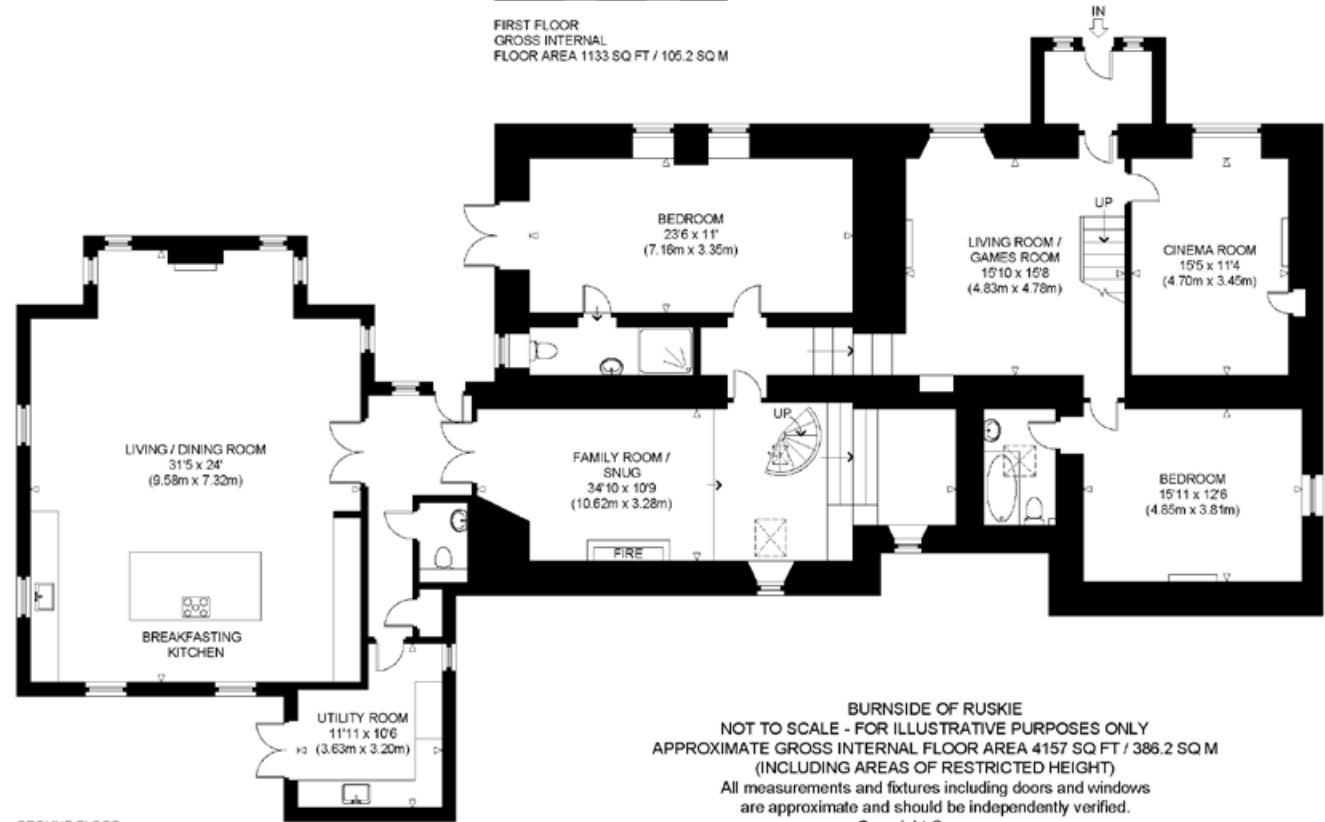 FIRST FLOOR
GROSS INTERNAL
FLOOR AREA 1133 SQ FT / 105.2 SQ M
IN
BEDROOM
23'6 x 11'
(7.16m x 3.35m)
LIVING ROOM /
GAMES ROOM
15'10 x 15'8
(4.83m x 4.78m)
UP
CINEMA ROOM
15'5 x 11'4
(4.70m x 3.45m)
LIVING / DINING ROOM
31'5 x 24'
(9.58m x 7.32m)
FAMILY ROOM /
SNUG
34'10 x 10'9
(10.62m x 3.28m)
UP
FIRE
BEDROOM
15'11 x 12'6
(4.85m x 3.81m)
BREAKFASTING
KITCHEN
UTILITY ROOM
11'11 x 10'6
(3.63m x 3.20m)
BURNSIDE OF RUSKIE
NOT TO SCALE - FOR ILLUSTRATIVE PURPOSES ONLY
APPROXIMATE GROSS INTERNAL FLOOR AREA 4157 SQ FT / 386.2 SQ M
(INCLUDING AREAS OF RESTRICTED HEIGHT)
All measurements and fixtures including doors and windows
are approximate and should be independently verified.